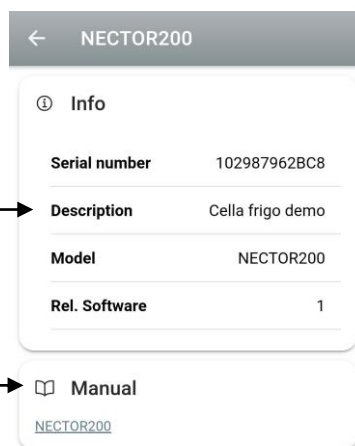 NECTOR200
Info
Serial number 102987962BC8
Description Cella frigo demo
Model NECTOR200
Rel. Software 1
Manual
NECTOR200